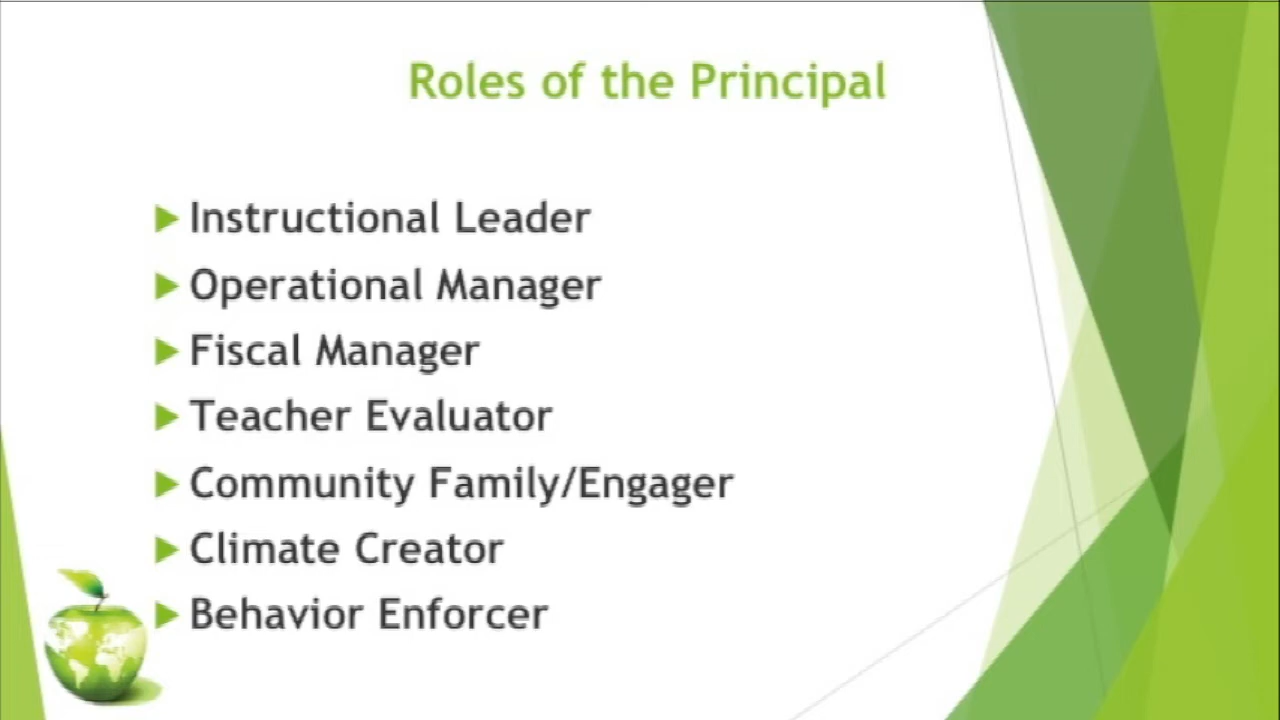 Roles of the Principal
Instructional Leader
Operational Manager
Fiscal Manager
Teacher Evaluator
Community Family/Engager
Climate Creator
Behavior Enforcer